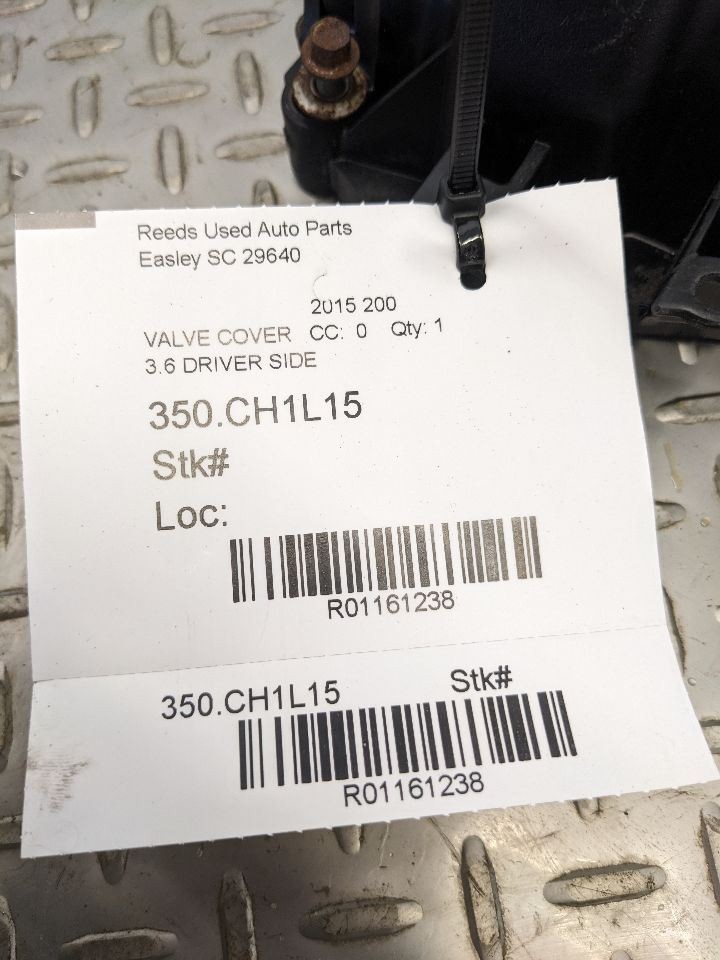 Reeds Used Auto Parts
Easley SC 29640
2015 200
VALVE COVER CC: 0 Qty: 1
3.6 DRIVER SIDE
350.CH1L15
Stk#
Loc:
R01161238
350.CH1L15 Stk#
R01161238